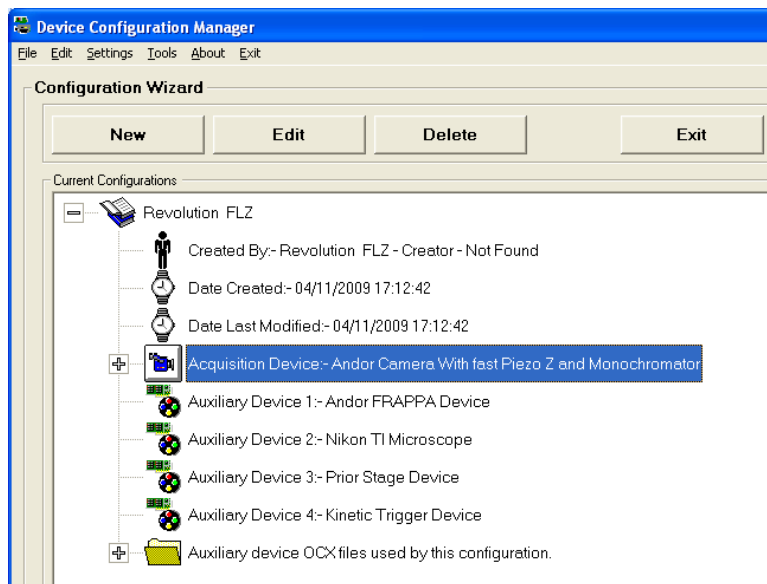 Device Configuration Manager
File Edit Settings Tools About Exit
Configuration Wizard
New Edit Delete Exit
Current Configurations
Revolution FLZ
Created By:- Revolution FLZ - Creator - Not Found
Date Created:- 04/11/2009 17:12:42
Date Last Modified:- 04/11/2009 17:12:42
Acquisition Device:- Andor Camera With fast Piezo Z and Monochromator
Auxiliary Device 1:- Andor FRAPPA Device
Auxiliary Device 2:- Nikon TI Microscope
Auxiliary Device 3:- Prior Stage Device
Auxiliary Device 4:- Kinetic Trigger Device
Auxiliary device OCX files used by this configuration.